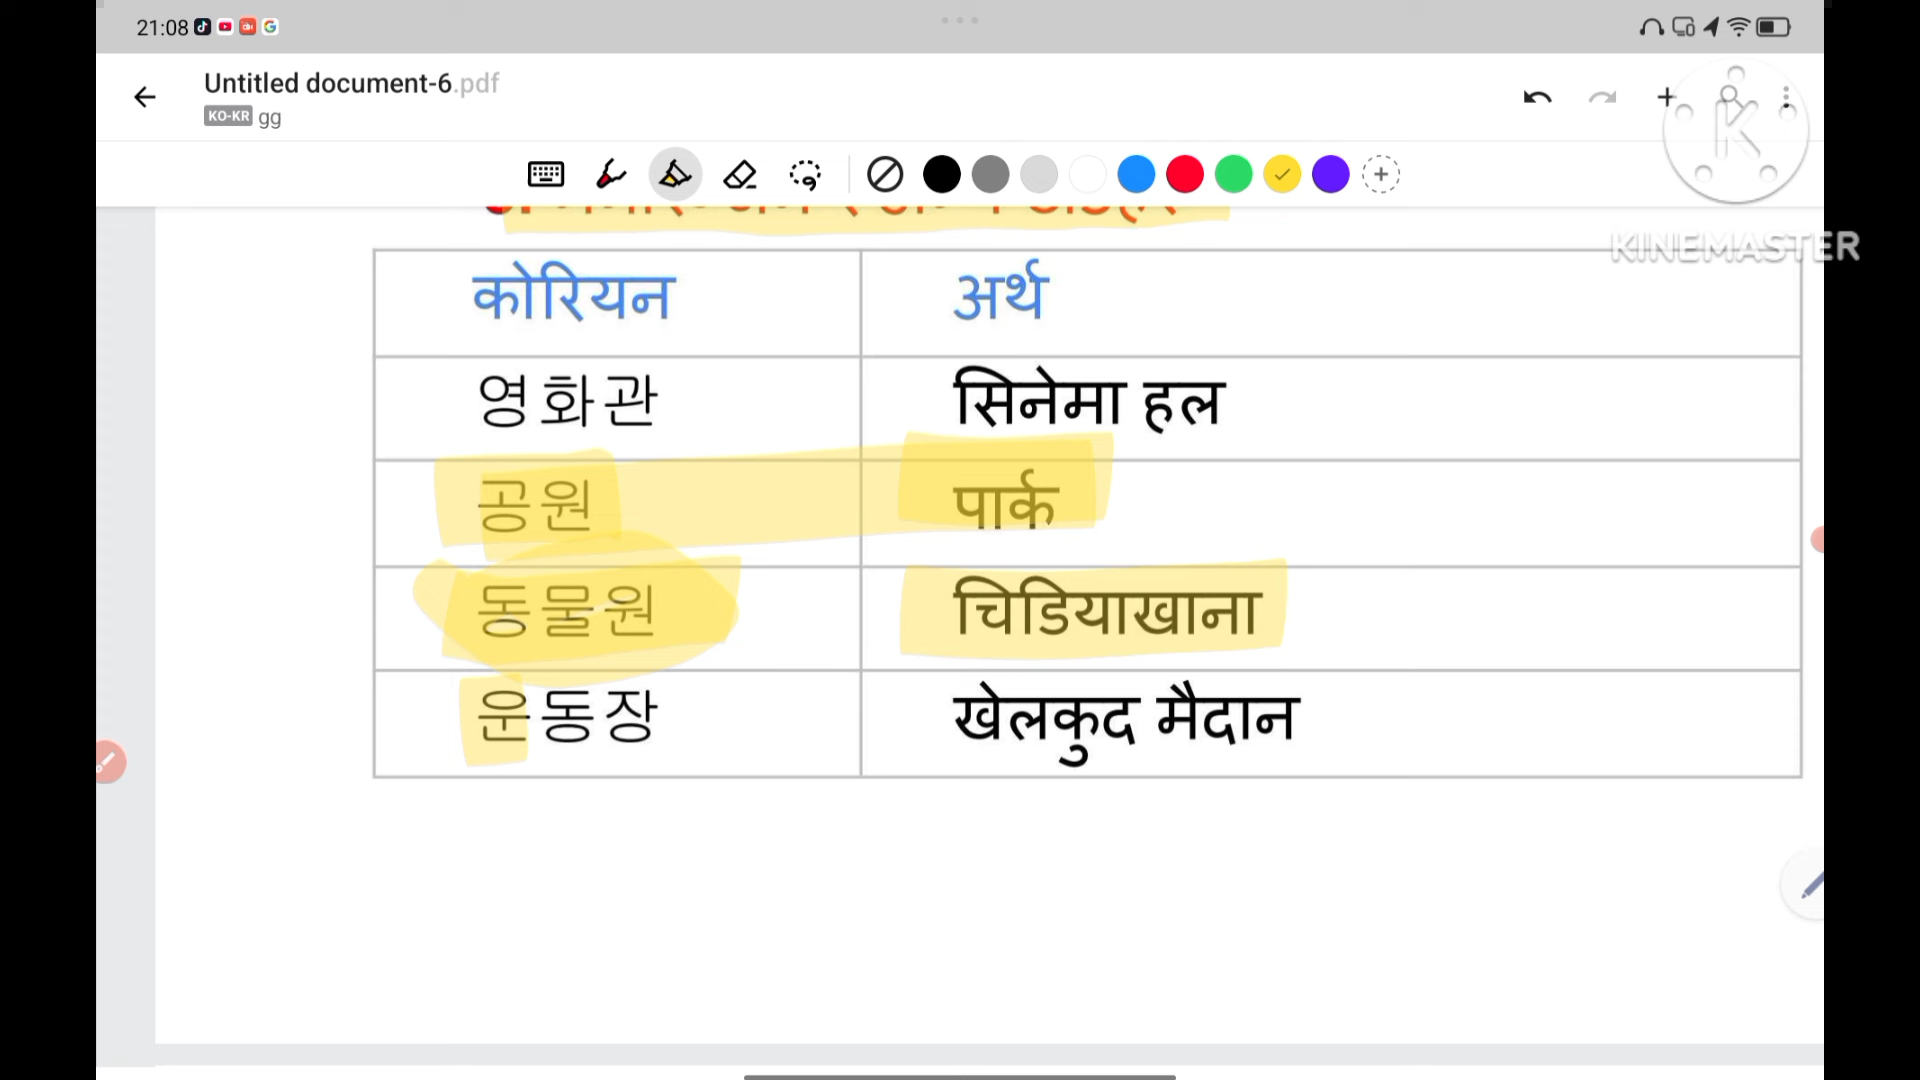 21:08
Untitled document-6.pdf
KO-KR gg
KINEMASTER
कोरियन अर्थ
영화관 सिनेमा हल
공원 पार्क
동물원 चिडियाखाना
운동장 खेलकुद मैदान